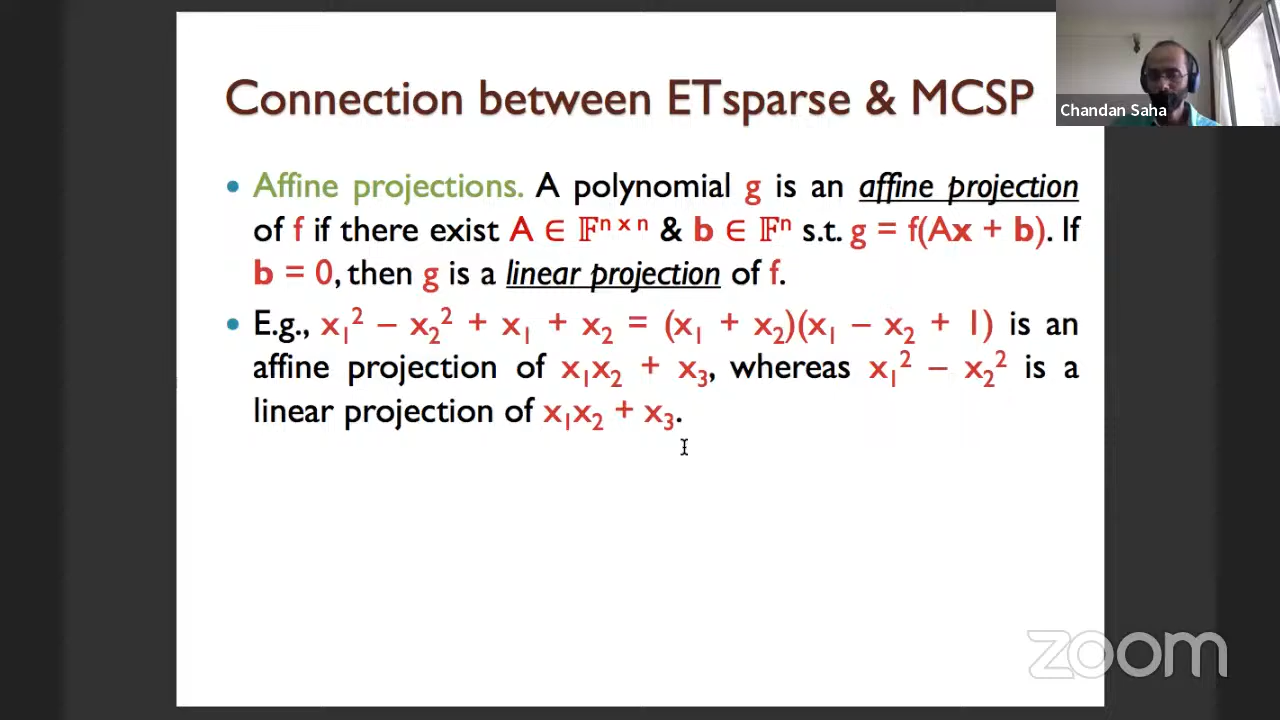 Connection between ETsparse & MCSP
Chandan Saha
• Affine projections. A polynomial g is an affine projection
of f if there exist A ∈ 𝔽ⁿ ˣ ⁿ & b ∈ 𝔽ⁿ s.t. g = f(Ax + b). If
b = 0, then g is a linear projection of f.
• E.g., x₁² – x₂² + x₁ + x₂ = (x₁ + x₂)(x₁ – x₂ + 1) is an
affine projection of x₁x₂ + x₃, whereas x₁² – x₂² is a
linear projection of x₁x₂ + x₃.
zoom